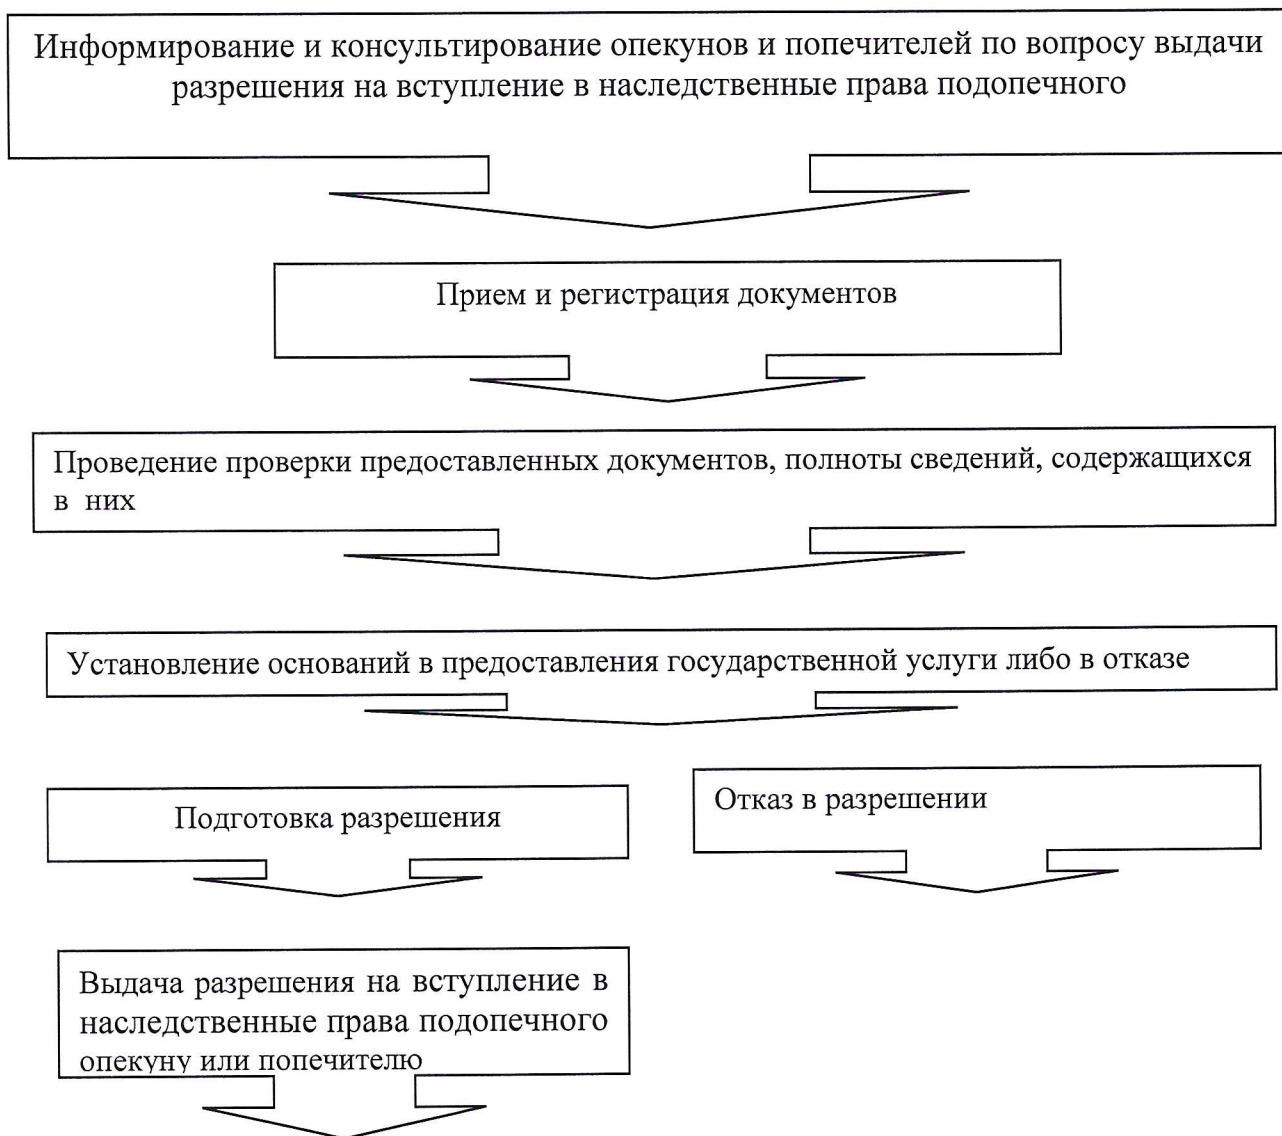 Информирование и консультирование опекунов и попечителей по вопросу выдачи
разрешения на вступление в наследственные права подопечного
Прием и регистрация документов
Проведение проверки предоставленных документов, полноты сведений, содержащихся
в них
Установление оснований в предоставления государственной услуги либо в отказе
Подготовка разрешения
Отказ в разрешении
Выдача разрешения на вступление в
наследственные права подопечного
опекуну или попечителю